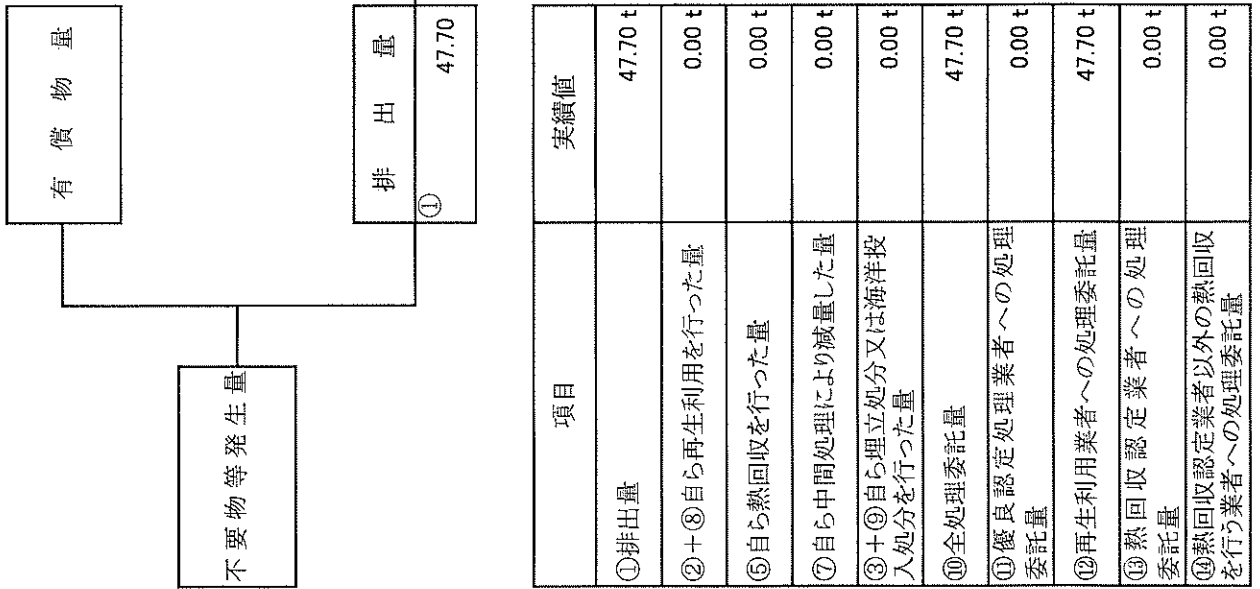 有償物量
不要物等発生量
排出量
①
47.70
項目 実績値
①排出量 47.70 t
②+⑧自ら再生利用を行った量 0.00 t
⑤自ら熱回収を行った量 0.00 t
⑦自ら中間処理により減量した量 0.00 t
③+⑨自ら埋立処分又は海洋投
入処分を行った量 0.00 t
⑩全処理委託量 47.70 t
⑪優良認定処理業者への処理
委託量 0.00 t
⑫再生利用業者への処理委託量 47.70 t
⑬熱回収認定業者への処理
委託量 0.00 t
⑭熱回収認定業者以外の熱回収
を行う業者への処理委託量 0.00 t